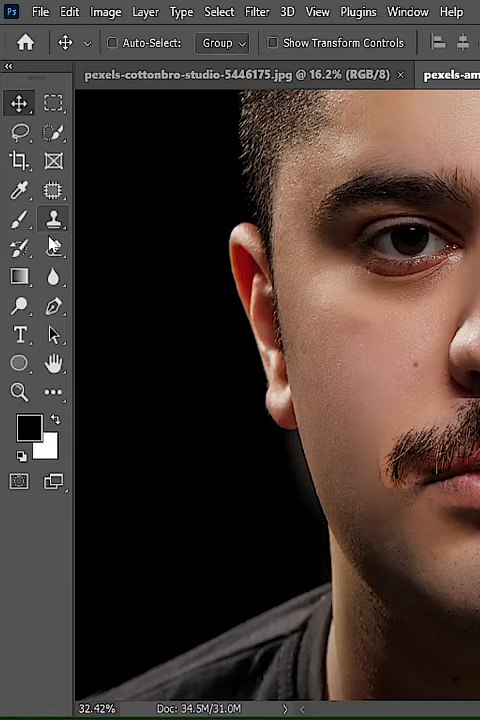 Ps File Edit Image Layer Type Select Filter 3D View Plugins Window Help
Auto-Select: Group Show Transform Controls
pexels-cottonbro-studio-5446175.jpg @ 16.2% (RGB/8) × pexels-am
T
32.42% Doc: 34.5M/31.0M